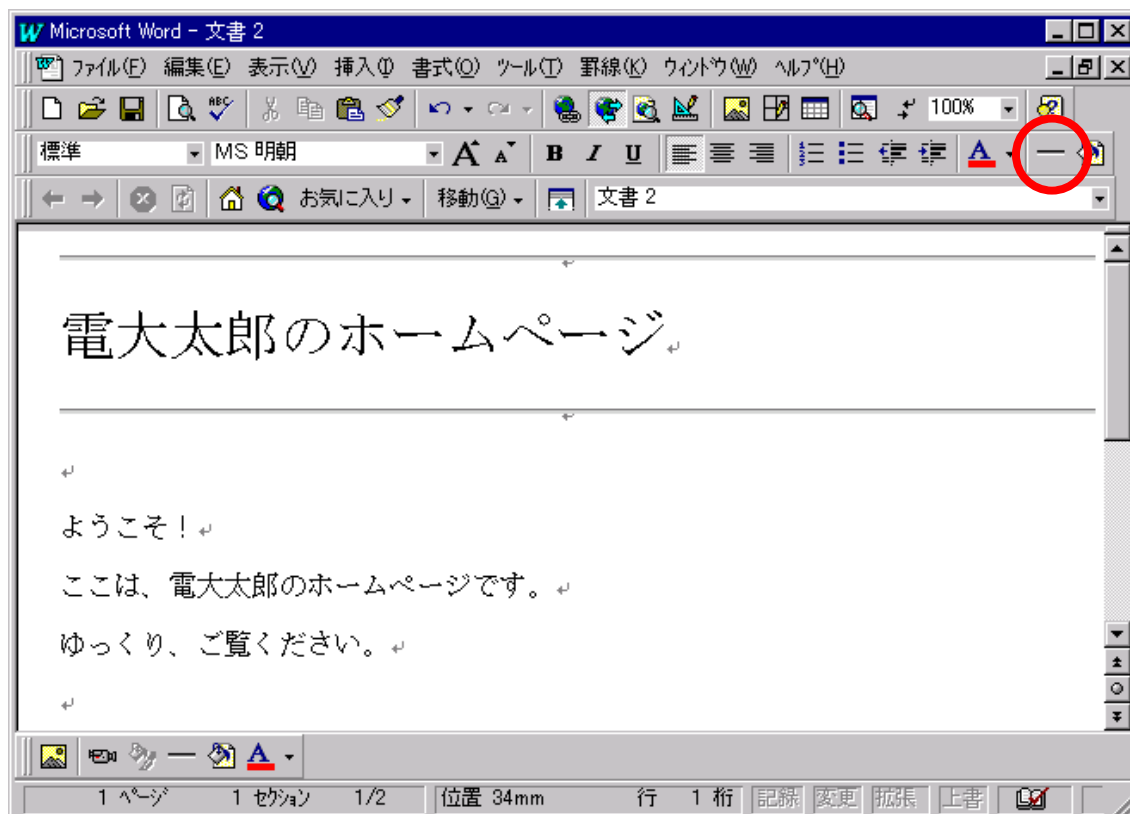 Microsoft Word - 文書 2
ファイル(F) 編集(E) 表示(V) 挿入(I) 書式(O) ツール(T) 罫線(K) ウィンドウ(W) ヘルプ(H)
ABC 100%
標準 MS 明朝 A A B I U A
お気に入り 移動(G) 文書 2
電大太郎のホームページ
ようこそ！
ここは、電大太郎のホームページです。
ゆっくり、ご覧ください。
A
1 ページ 1 セクション 1/2 位置 34mm 行 1 桁 記録 変更 拡張 上書